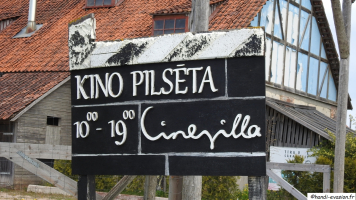 KINO PILSĒTA
10⁰⁰ - 19⁰⁰ Cinevilla
©handi-evasion.fr